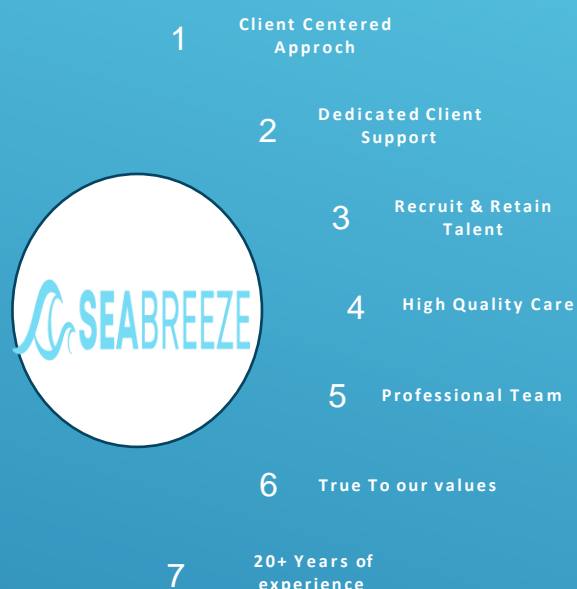 1
Client Centered
Approch
2
Dedicated Client
Support
3
Recruit & Retain
Talent
SEABREEZE
4
High Quality Care
5
Professional Team
6
True To our values
7
20+ Years of
experience